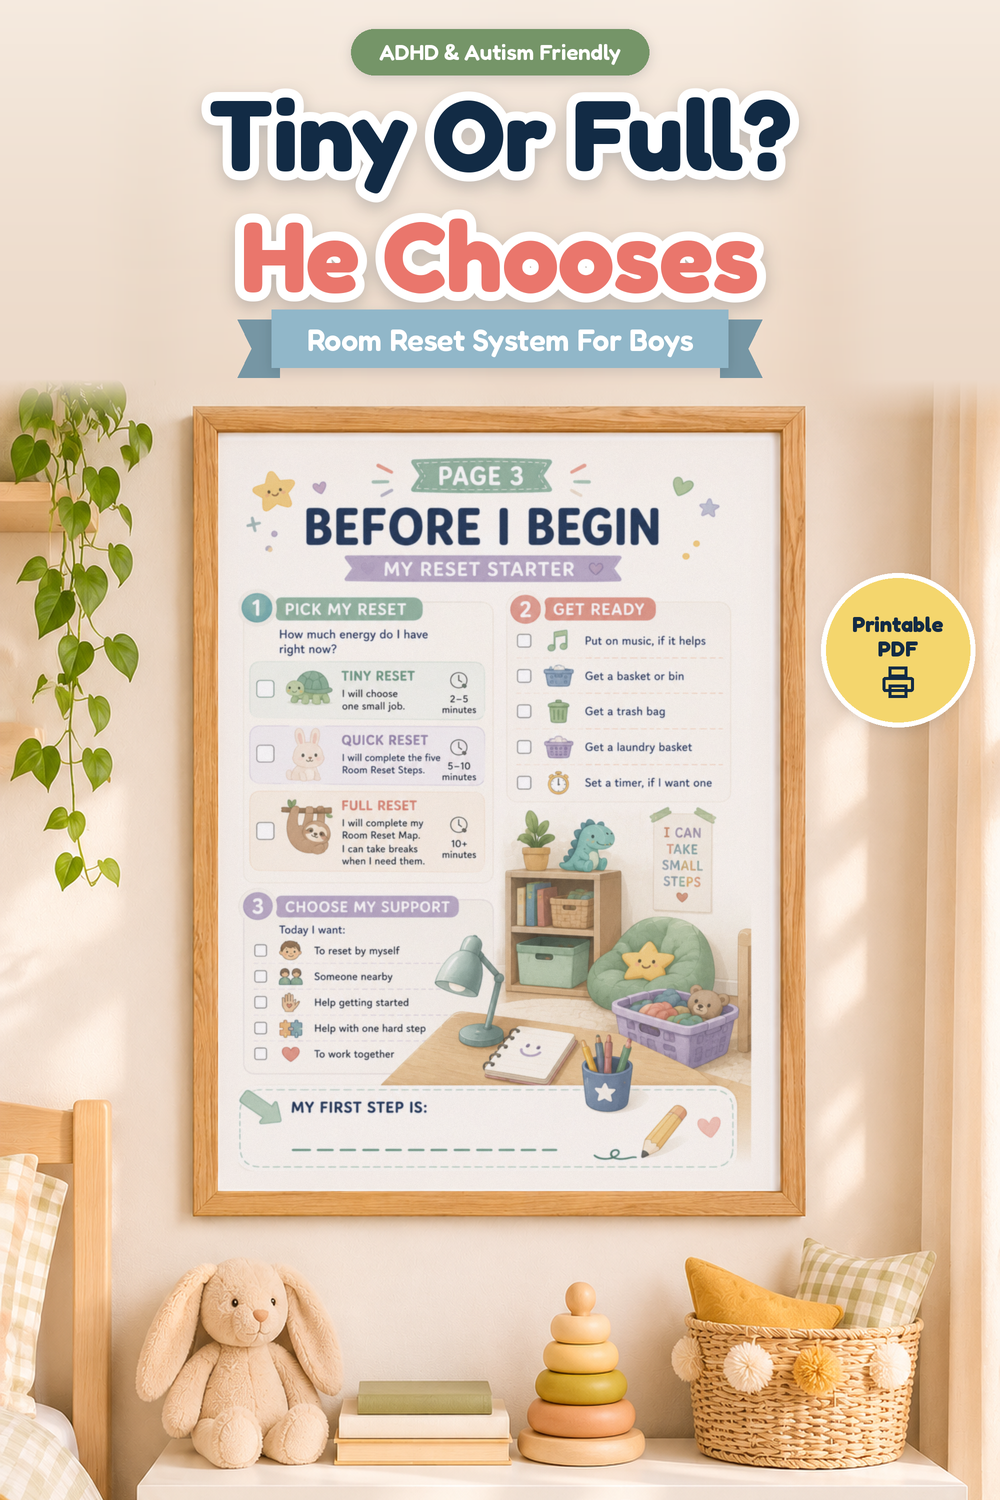 ADHD & Autism Friendly
Tiny Or Full?
He Chooses
Room Reset System For Boys
PAGE 3
BEFORE I BEGIN
MY RESET STARTER
1 PICK MY RESET
How much energy do I have
right now?
TINY RESET
I will choose
one small job.
2–5
minutes
QUICK RESET
I will complete the five
Room Reset Steps.
5–10
minutes
FULL RESET
I will complete my
Room Reset Map.
I can take breaks
when I need them.
10+
minutes
2 GET READY
Put on music, if it helps
Get a basket or bin
Get a trash bag
Get a laundry basket
Set a timer, if I want one
I CAN
TAKE
SMALL
STEPS
3 CHOOSE MY SUPPORT
Today I want:
To reset by myself
Someone nearby
Help getting started
Help with one hard step
To work together
MY FIRST STEP IS:
Printable
PDF